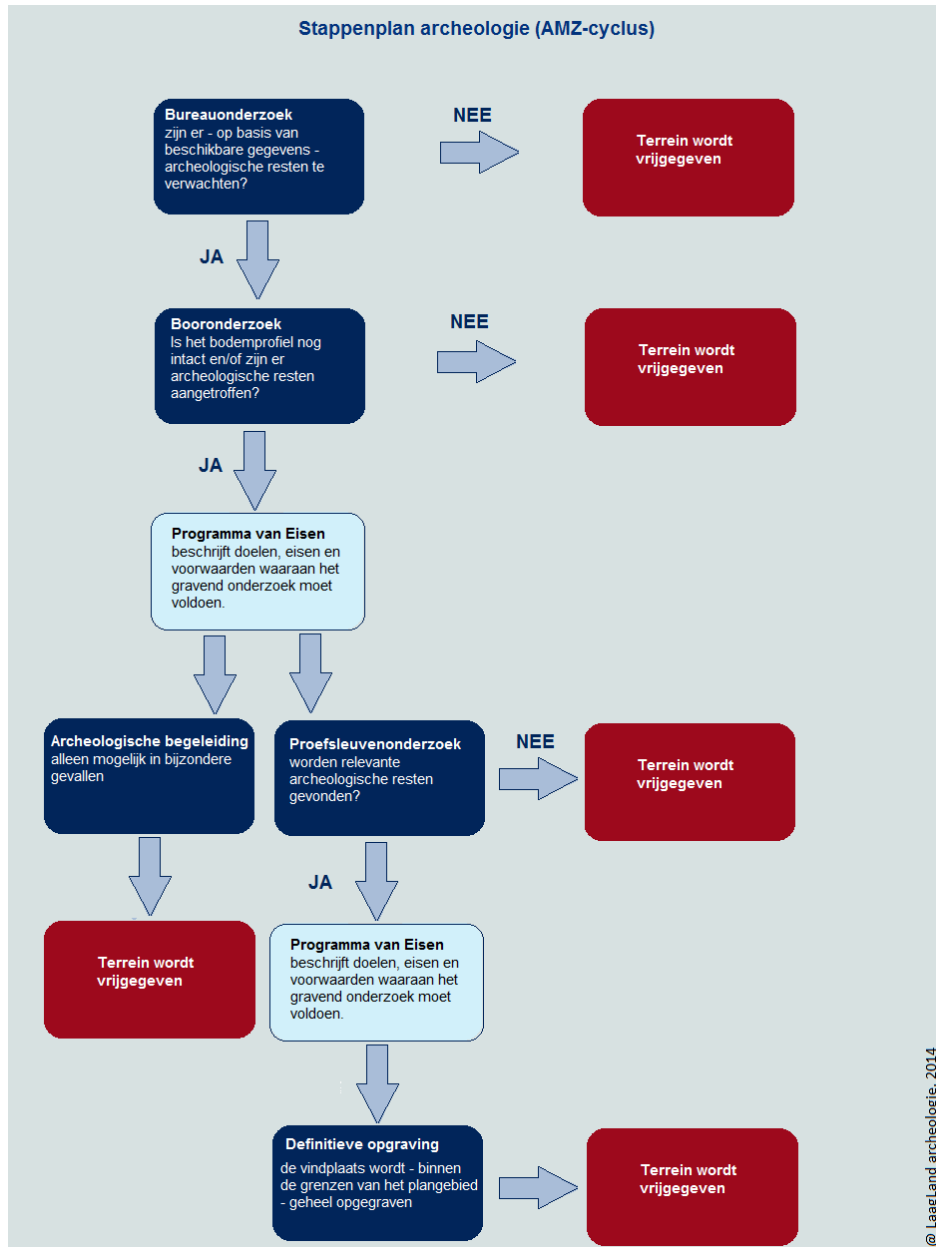 Stappenplan archeologie (AMZ-cyclus)
Bureauonderzoek
zijn er - op basis van
beschikbare gegevens -
archeologische resten te
verwachten?
NEE
Terrein wordt
vrijgegeven
JA
Booronderzoek
Is het bodemprofiel nog
intact en/of zijn er
archeologische resten
aangetroffen?
NEE
Terrein wordt
vrijgegeven
JA
Programma van Eisen
beschrijft doelen, eisen en
voorwaarden waaraan het
gravend onderzoek moet
voldoen.
Archeologische begeleiding
alleen mogelijk in bijzondere
gevallen
Proefsleuvenonderzoek
worden relevante
archeologische resten
gevonden?
NEE
Terrein wordt
vrijgegeven
JA
Terrein wordt
vrijgegeven
Programma van Eisen
beschrijft doelen, eisen en
voorwaarden waaraan het
gravend onderzoek moet
voldoen.
Definitieve opgraving
de vindplaats wordt - binnen
de grenzen van het plangebied
- geheel opgegraven
Terrein wordt
vrijgegeven
@ LaagLand archeologie, 2014